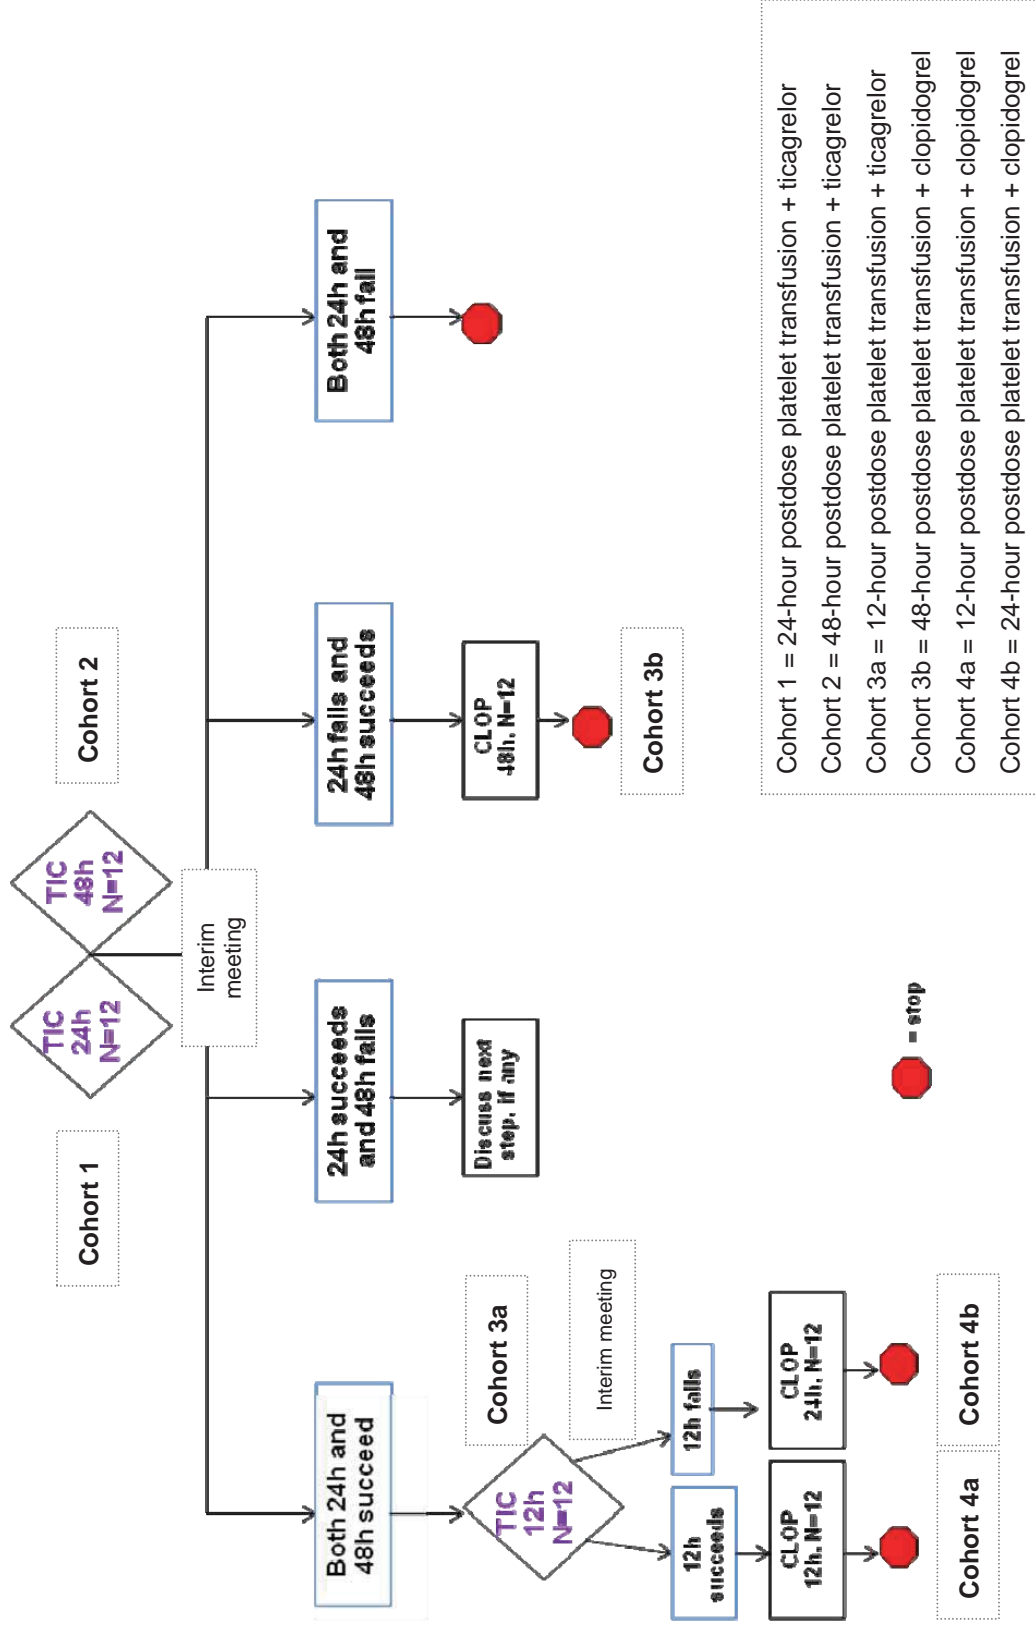 Cohort 1
TIC
24h
N=12
TIC
48h
N=12
Cohort 2
Interim
meeting
Both 24h and
48h succeed
24h succeeds
and 48h fails
24h fails and
48h succeeds
Both 24h and
48h fail
TIC
12h
N=12
Cohort 3a
Discuss next
step, if any
CLOP
48h, N=12
Cohort 3b
Interim meeting
12h
succeeds
12h fails
CLOP
12h, N=12
CLOP
24h, N=12
Cohort 4a
Cohort 4b
= stop
Cohort 1 = 24-hour postdose platelet transfusion + ticagrelor
Cohort 2 = 48-hour postdose platelet transfusion + ticagrelor
Cohort 3a = 12-hour postdose platelet transfusion + ticagrelor
Cohort 3b = 48-hour postdose platelet transfusion + clopidogrel
Cohort 4a = 12-hour postdose platelet transfusion + clopidogrel
Cohort 4b = 24-hour postdose platelet transfusion + clopidogrel